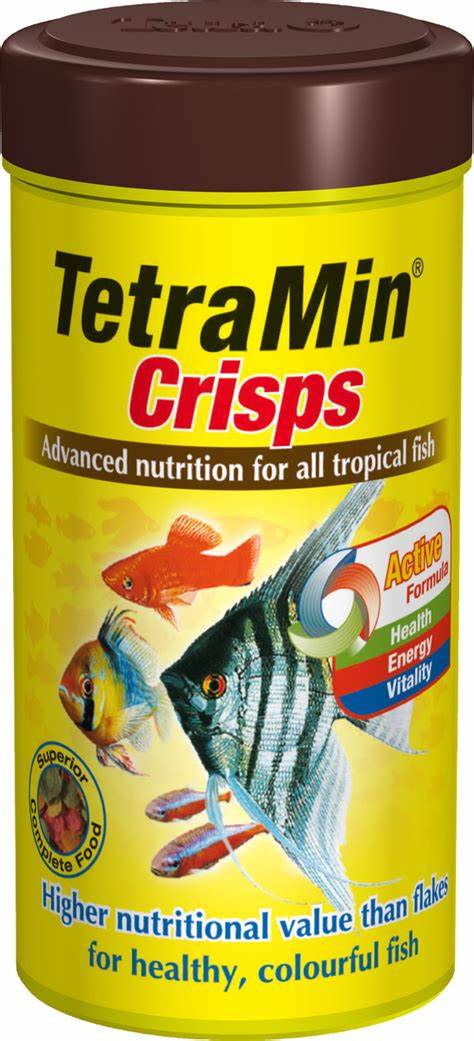 Tetra
TetraMin®
Crisps
Advanced nutrition for all tropical fish
Active
Formula
Health
Energy
Vitality
Superior
Complete Food
Higher nutritional value than flakes
for healthy, colourful fish